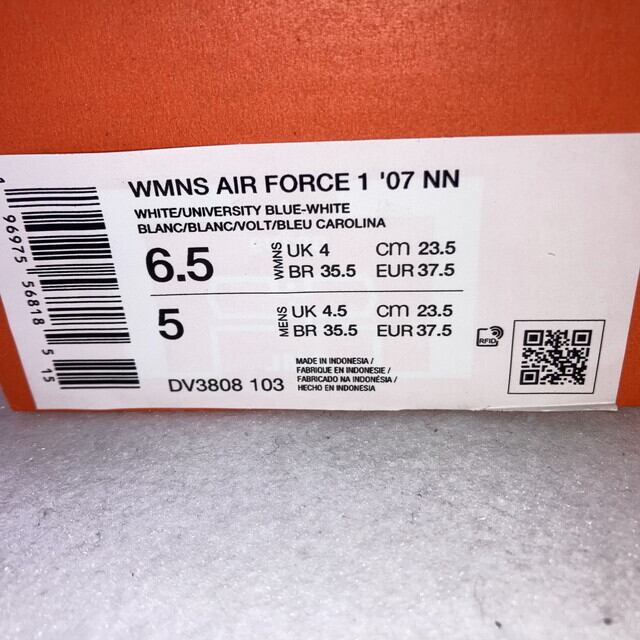 WMNS AIR FORCE 1 '07 NN
WHITE/UNIVERSITY BLUE-WHITE
BLANC/BLANC/VOLT/BLEU CAROLINA
6.5 WMNS UK 4 CM 23.5
BR 35.5 EUR 37.5
5 MENS UK 4.5 CM 23.5
BR 35.5 EUR 37.5
RFID
DV3808 103
MADE IN INDONESIA /
FABRIQUE EN INDONÉSIE /
FABRICADO NA INDONÉSIA /
HECHO EN INDONESIA
1 96975 56818 515